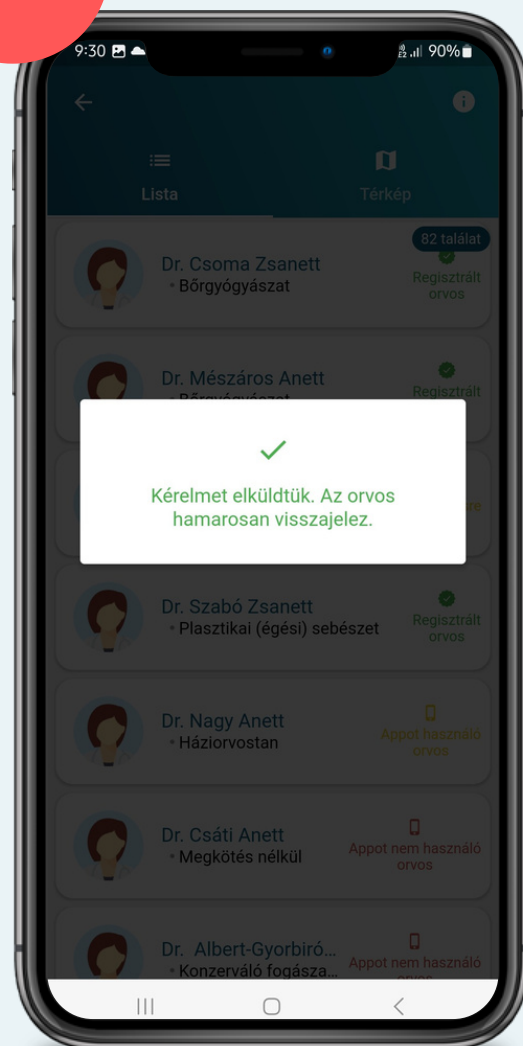 9:30
90%
Lista
Térkép
82 találat
Dr. Csoma Zsanett
• Bőrgyógyászat
Regisztrált
orvos
Dr. Mészáros Anett
• Bőrgyógyászat
Regisztrált
Kérelmet elküldtük. Az orvos
hamarosan visszajelez.
Dr. Szabó Zsanett
• Plasztikai (égési) sebészet
Regisztrált
orvos
Dr. Nagy Anett
• Háziorvostan
Appot használó
orvos
Dr. Csáti Anett
• Megkötés nélkül
Appot nem használó
orvos
Dr. Albert-Gyorbiró...
• Konzerváló fogásza...
Appot nem használó
orvos